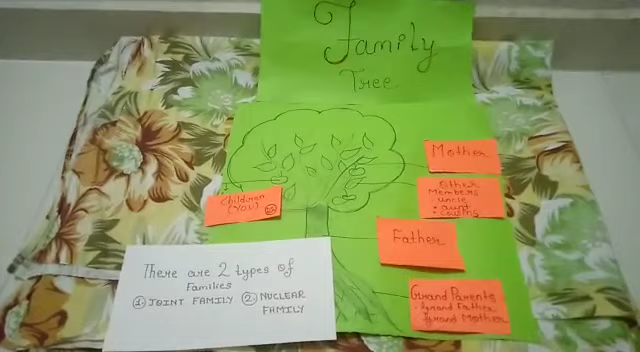 Family
Tree
Mother
Other
Members
uncle
aunt
Children
(YOU)
Father
There are 2 types of
Families
① JOINT FAMILY ② NUCLEAR
FAMILY
Grand Parents
Grand Father
Grand Mother